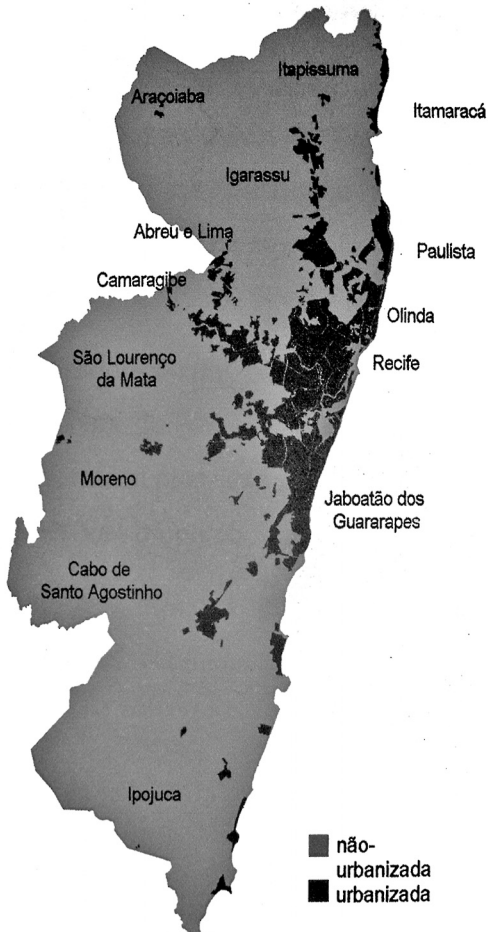 Itapissuma
Araçoiaba
Itamaracá
Igarassu
Abreu e Lima
Paulista
Camaragibe
Olinda
São Lourenço
da Mata
Recife
Moreno
Jaboatão dos
Guararapes
Cabo de
Santo Agostinho
Ipojuca
não-
urbanizada
urbanizada